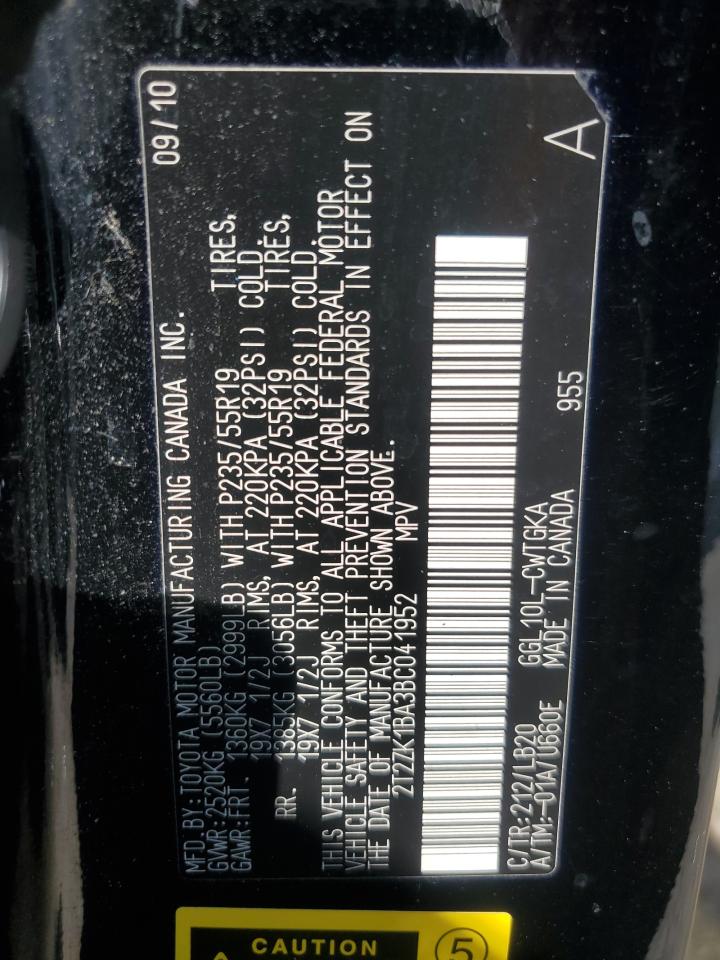 MFD.BY:TOYOTA MOTOR MANUFACTURING CANADA INC. 09/10
GVWR:2520KG (5560LB)
GAWR:FRT. 1360KG (2999LB) WITH P235/55R19 TIRES,
19X7 1/2J RIMS, AT 220KPA (32PSI) COLD.
RR. 1385KG (3056LB) WITH P235/55R19 TIRES,
19X7 1/2J RIMS, AT 220KPA (32PSI) COLD
THIS VEHICLE CONFORMS TO ALL APPLICABLE FEDERAL MOTOR
VEHICLE SAFETY AND THEFT PREVENTION STANDARDS IN EFFECT ON
THE DATE OF MANUFACTURE SHOWN ABOVE.
2T2ZK1BA3BC041952 MPV
C/TR:212/LB20 GGL10L-CWTGKA
A/TM:-01A/U660E MADE IN CANADA 955
A
CAUTION
5